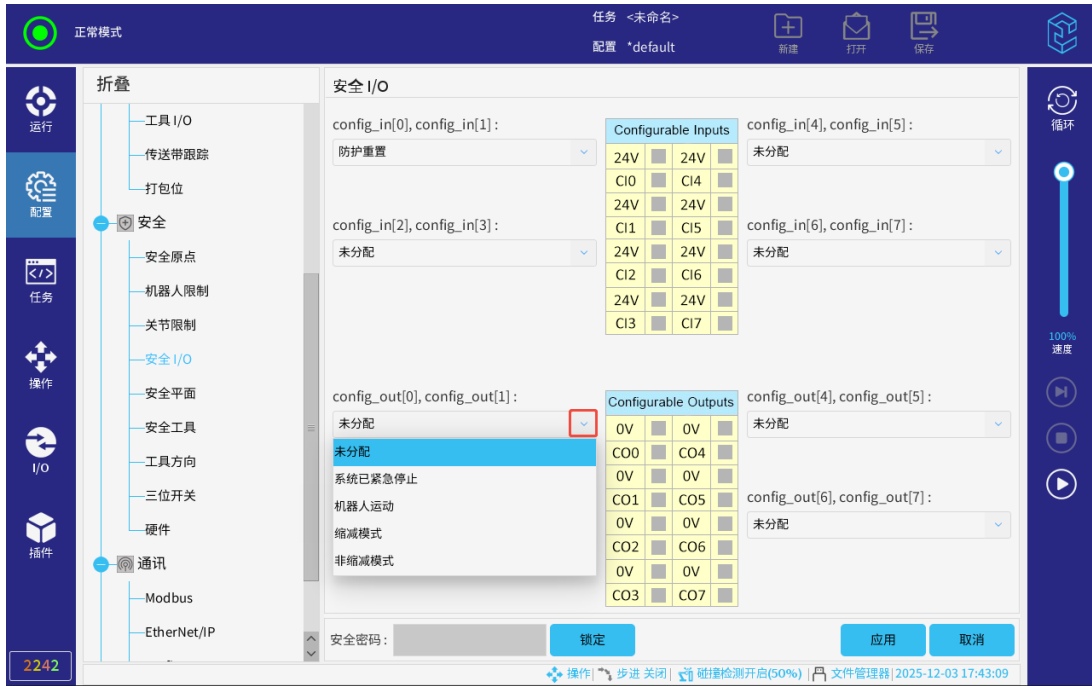 正常模式
任务 <未命名>
配置 *default
新建
打开
保存
运行
配置
任务
操作
I/O
插件
2242
折叠
工具 I/O
传送带跟踪
打包位
安全
安全原点
机器人限制
关节限制
安全 I/O
安全平面
安全工具
工具方向
三位开关
硬件
通讯
Modbus
EtherNet/IP
安全 I/O
config_in[0], config_in[1] :
防护重置
config_in[2], config_in[3] :
未分配
Configurable Inputs
24V 24V
CI0 CI4
24V 24V
CI1 CI5
24V 24V
CI2 CI6
24V 24V
CI3 CI7
config_in[4], config_in[5] :
未分配
config_in[6], config_in[7] :
未分配
config_out[0], config_out[1] :
未分配
未分配
系统已紧急停止
机器人运动
缩减模式
非缩减模式
Configurable Outputs
0V 0V
CO0 CO4
0V 0V
CO1 CO5
0V 0V
CO2 CO6
0V 0V
CO3 CO7
config_out[4], config_out[5] :
未分配
config_out[6], config_out[7] :
未分配
安全密码 :
锁定
应用
取消
操作| 步进 关闭| 碰撞检测开启(50%) | 文件管理器| 2025-12-03 17:43:09
循环
100%
速度